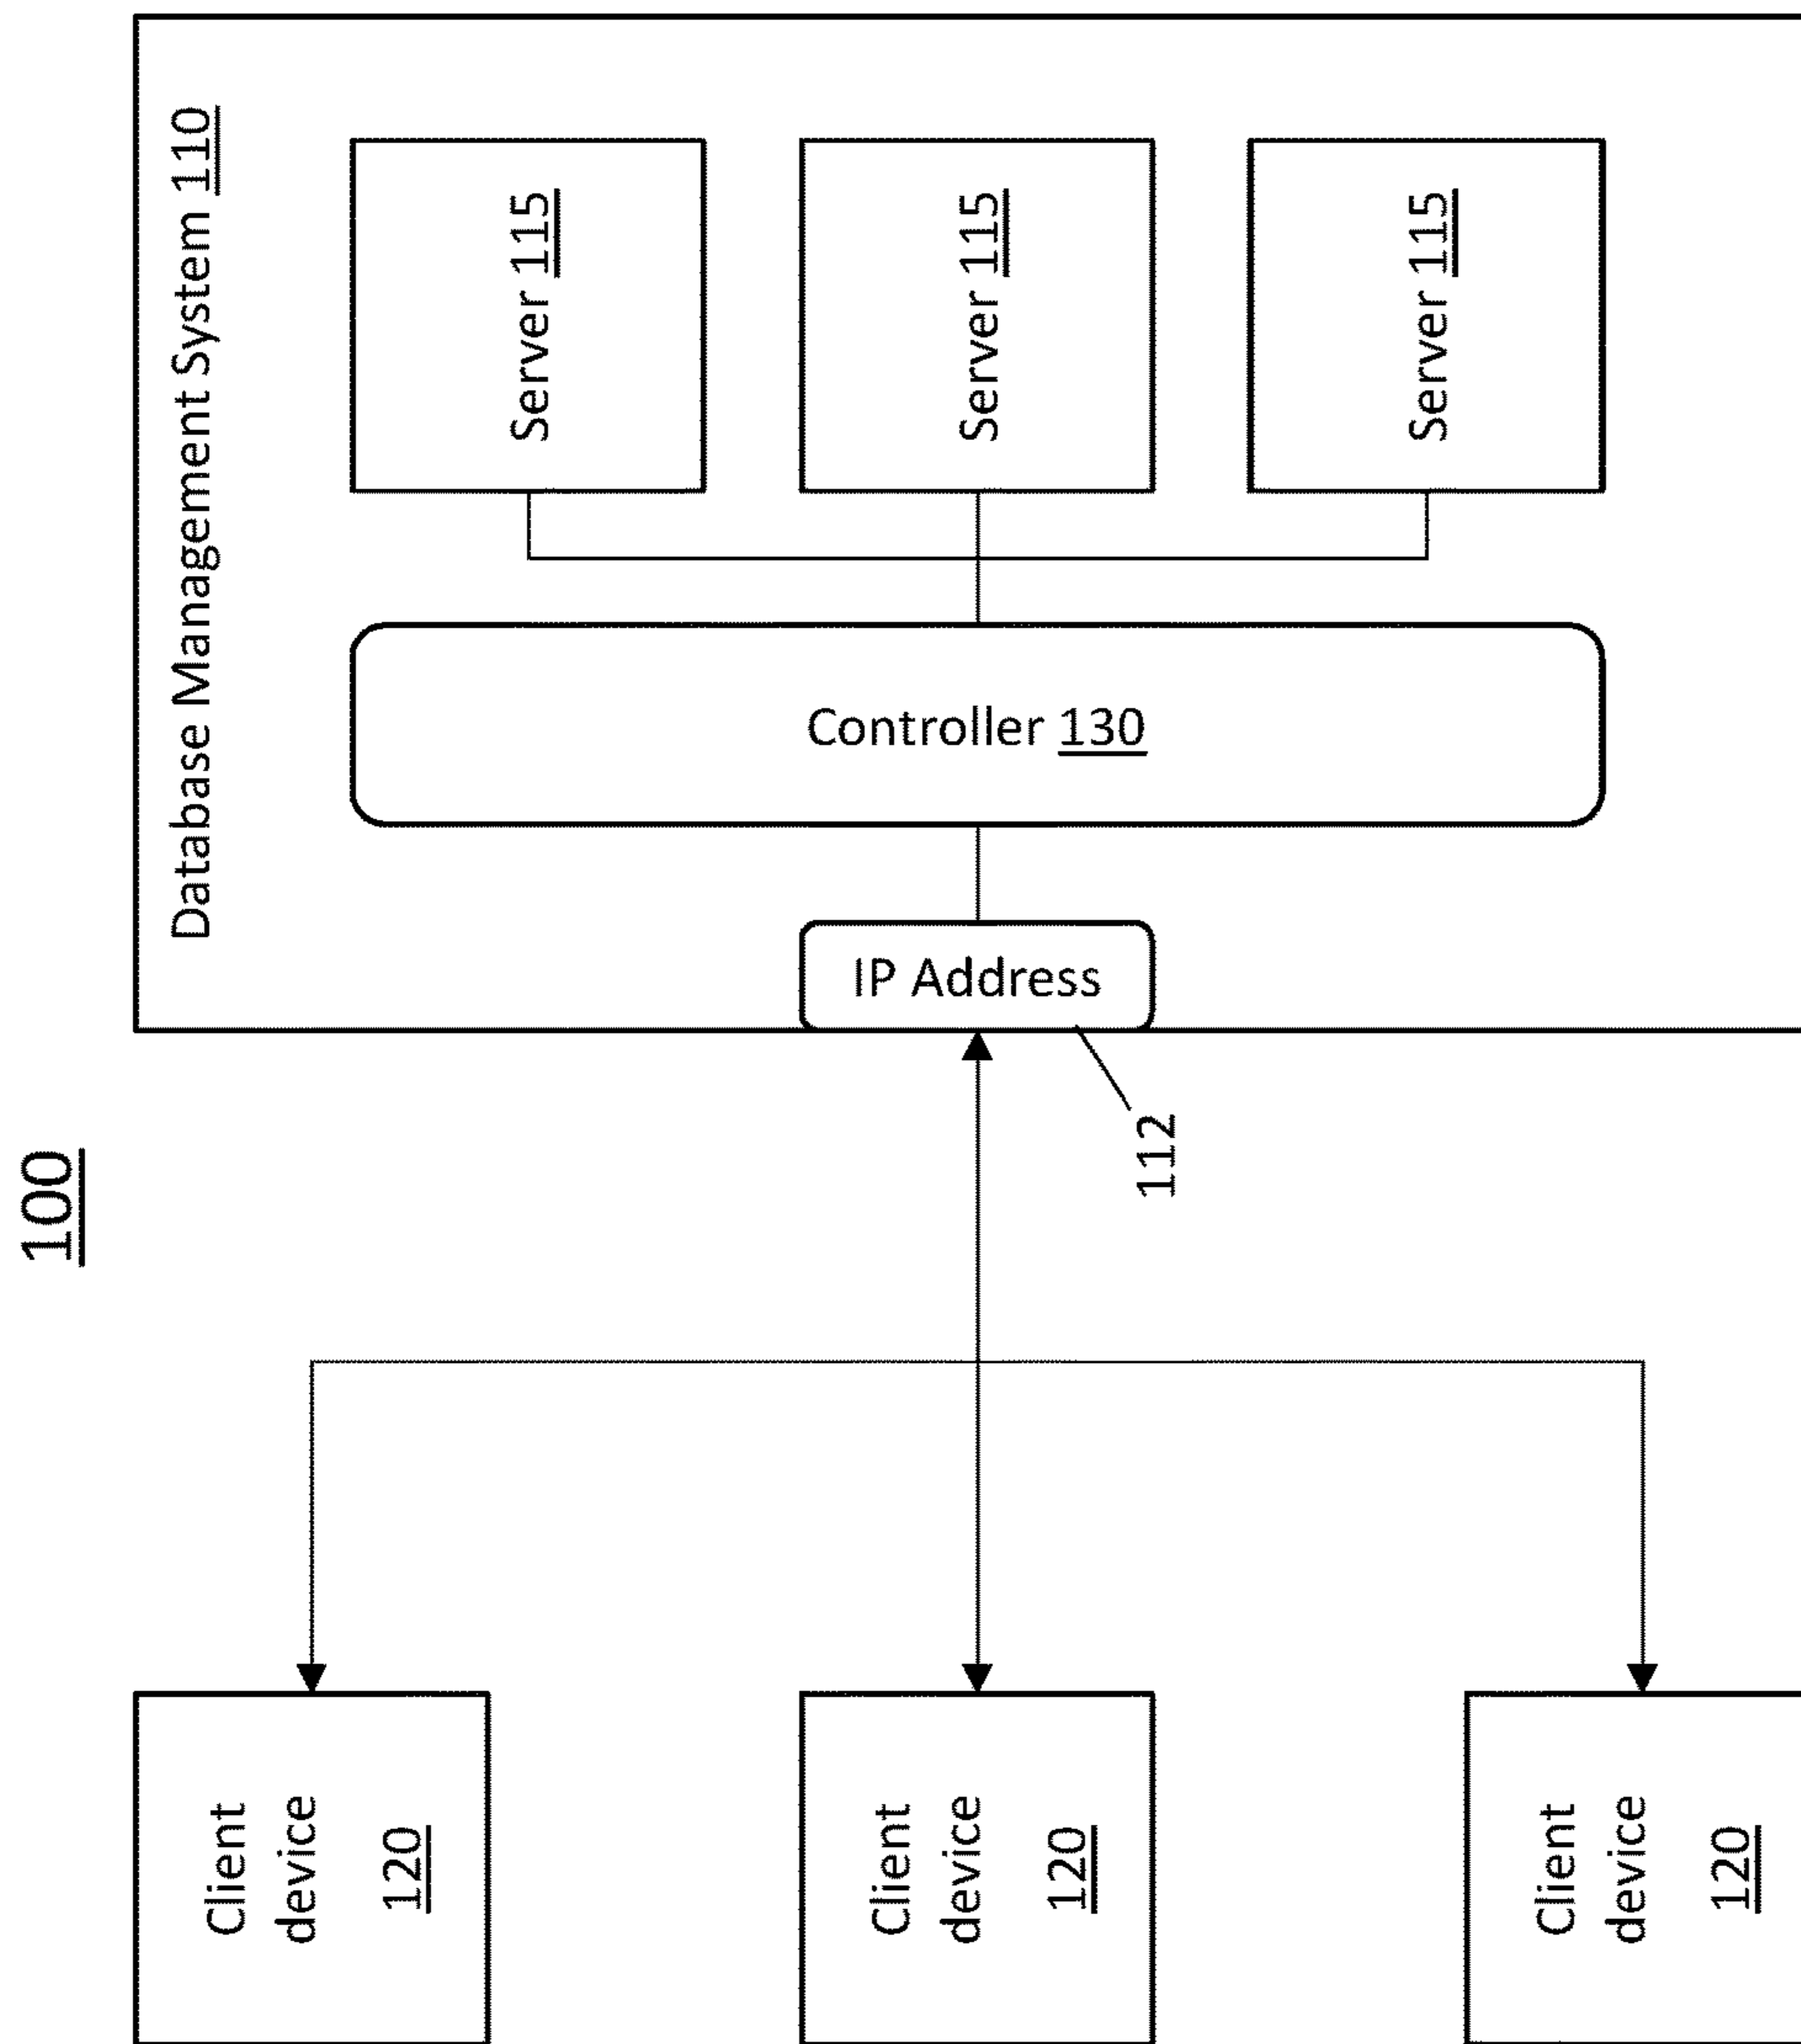 100
Database Management System 110
Client
device
120
Server 115
Client
device
120
IP Address
Controller 130
Server 115
112
Client
device
120
Server 115